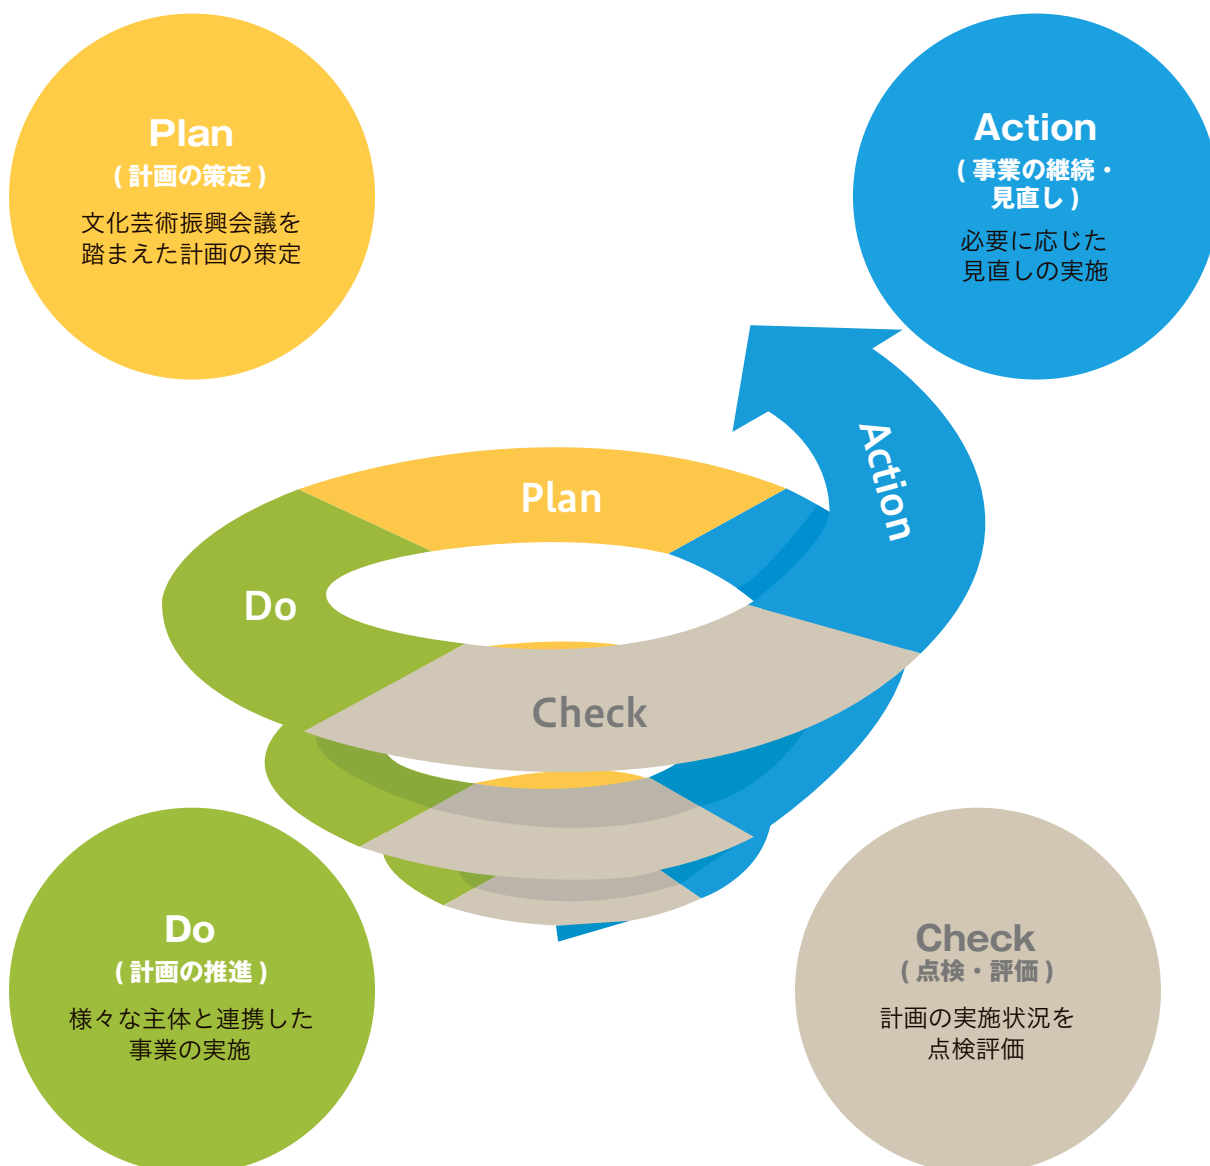 Plan
( 計画の策定 )
文化芸術振興会議を
踏まえた計画の策定
Action
( 事業の継続・
見直し )
必要に応じた
見直しの実施
Action
Plan
Do
Check
Do
( 計画の推進 )
様々な主体と連携した
事業の実施
Check
( 点検・評価 )
計画の実施状況を
点検評価